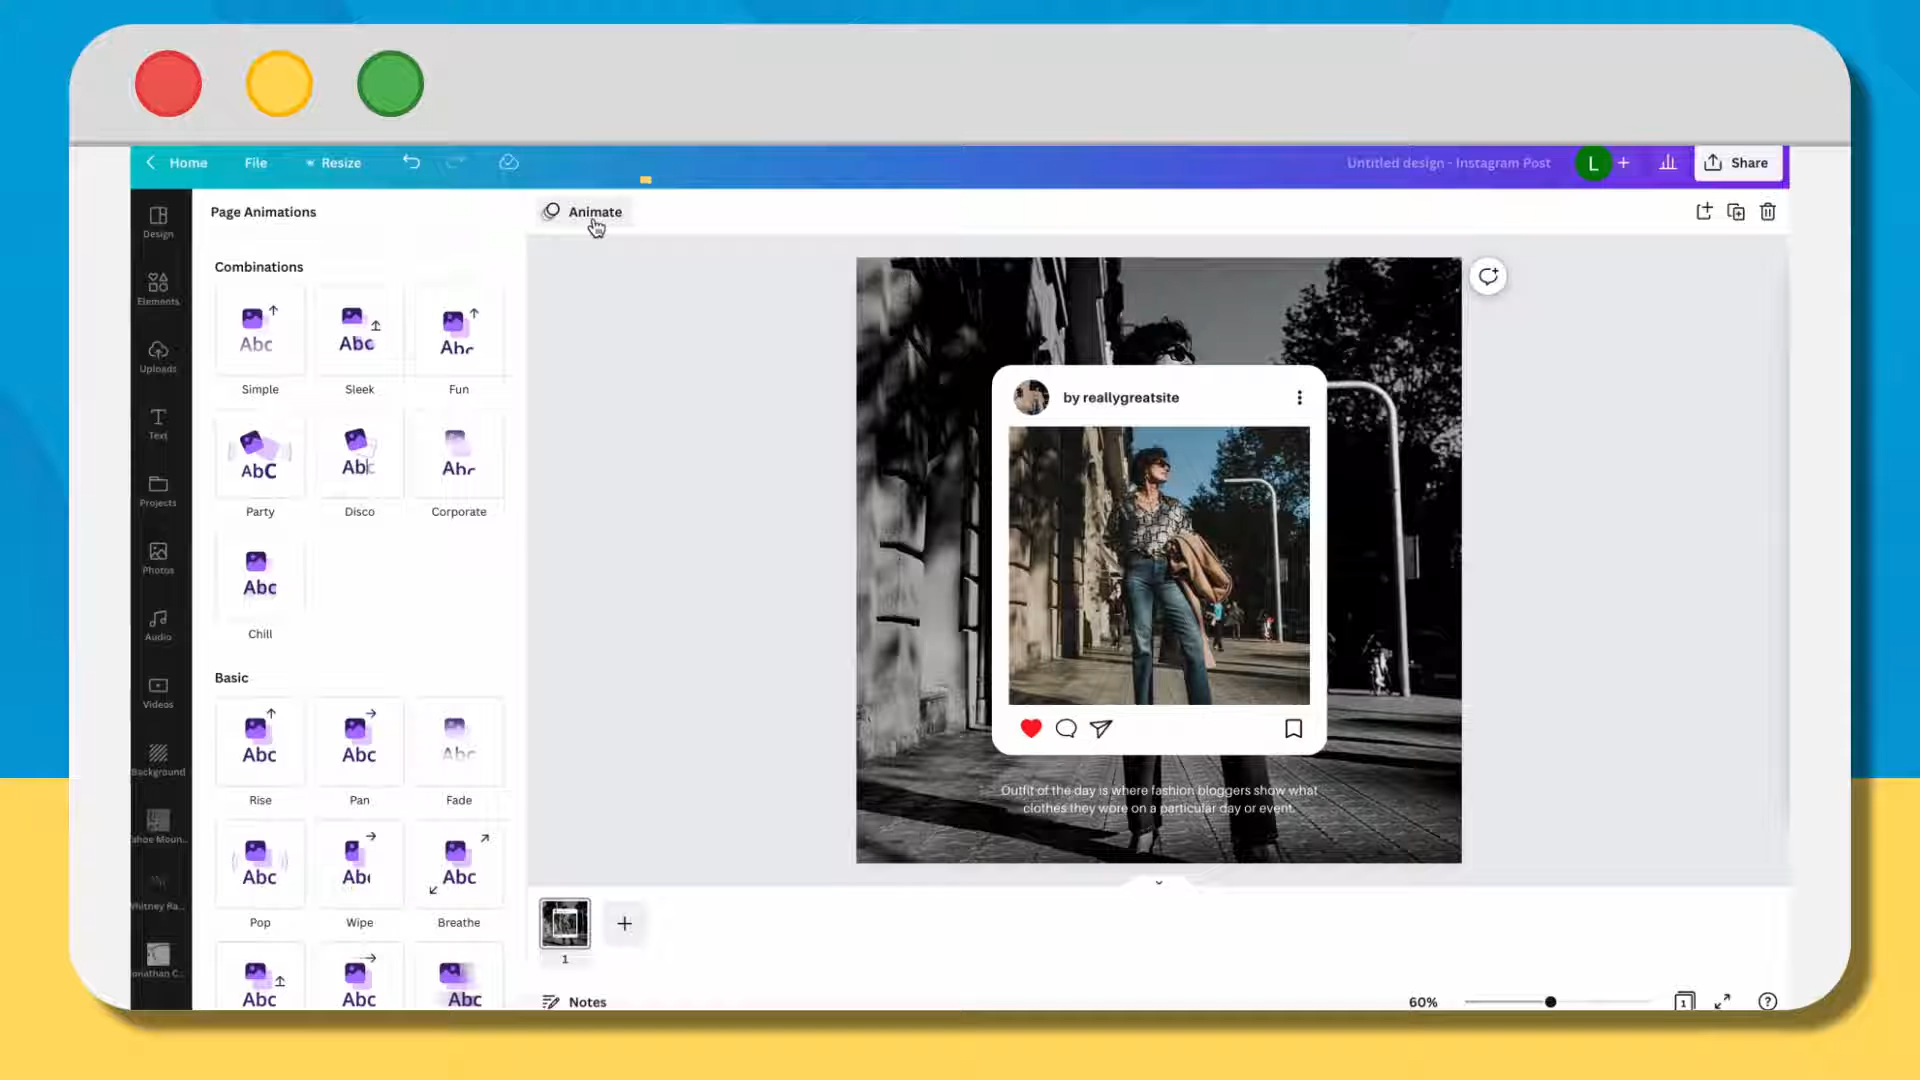 Home File Resize
Untitled design - Instagram Post L + Share
Design
Elements
Uploads
Text
Projects
Photos
Audio
Videos
Background
Page Animations
Combinations
Abc Abc Abc
Simple Sleek Fun
AbC Abc Abc
Party Disco Corporate
Abc
Chill
Basic
Abc Abc Abc
Rise Pan Fade
Abc Abc Abc
Pop Wipe Breathe
Abc Abc Abc
Animate
by reallygreatsite
Outfit of the day is where fashion bloggers show what
clothes they wore on a particular day or event.
1
Notes
60% 1 ?